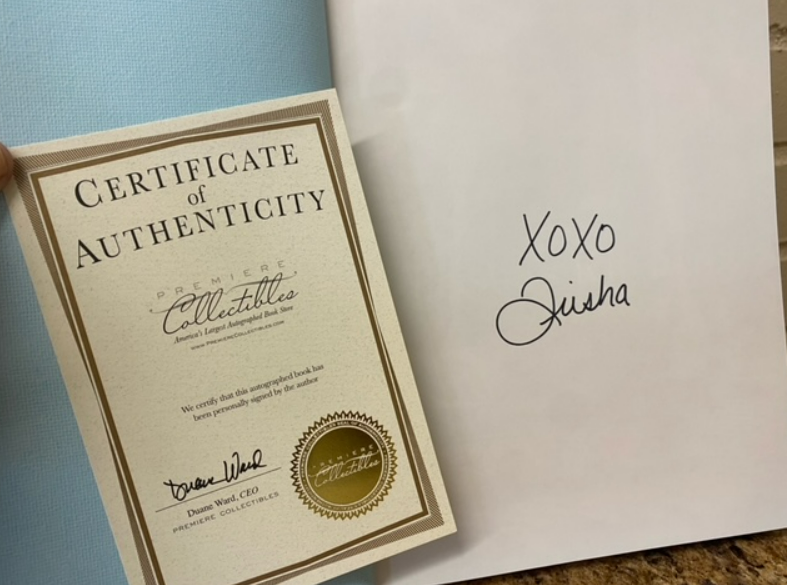 CERTIFICATE
of
AUTHENTICITY
PREMIERE
Collectibles
America's Largest Autographed Book Store
www.PremiereCollectibles.com
We certify that this autographed book has
been personally signed by the author
Duane Ward
Duane Ward, CEO
PREMIERE COLLECTIBLES
PREMIERE
Collectibles
XOXO